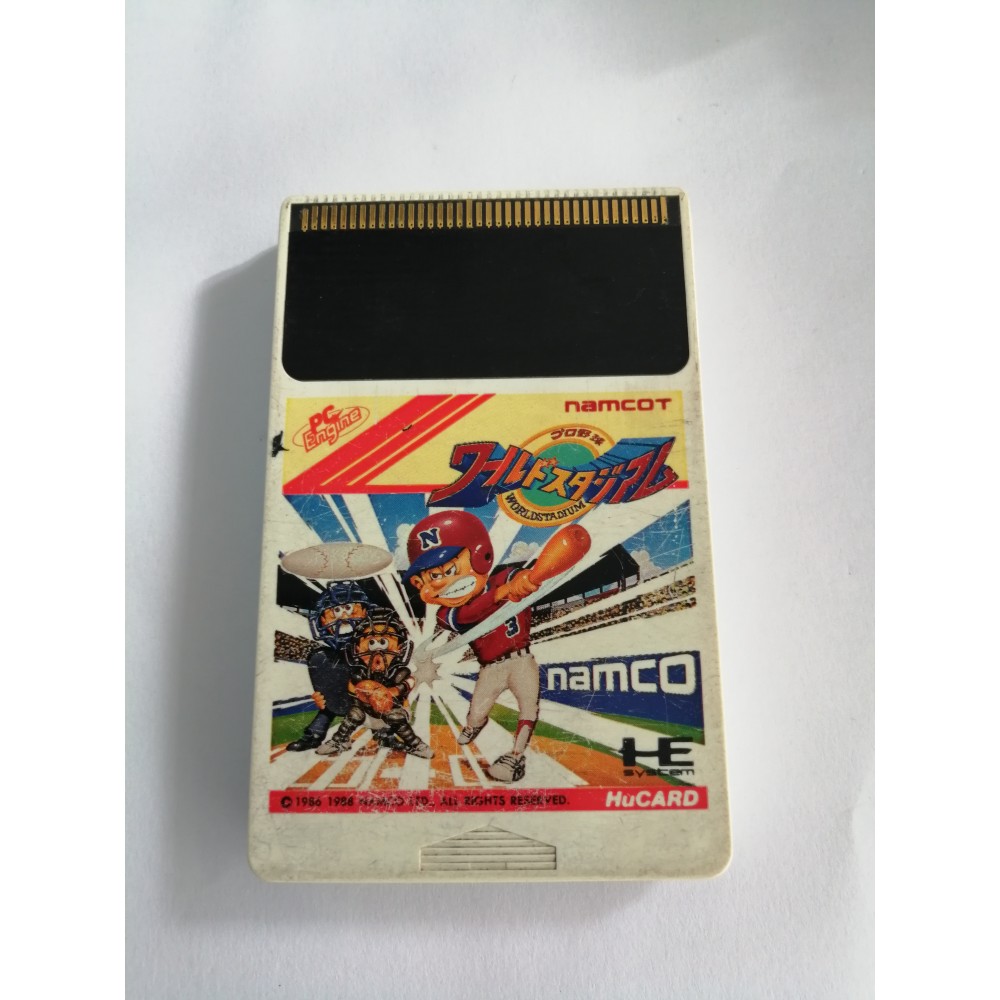 PC
Engine
namcot
プロ野球
ワールドスタジアム
WORLDSTADIUM
N
3
namco
HE
system
© 1986 1988 NAMCO LTD., ALL RIGHTS RESERVED.
HuCARD